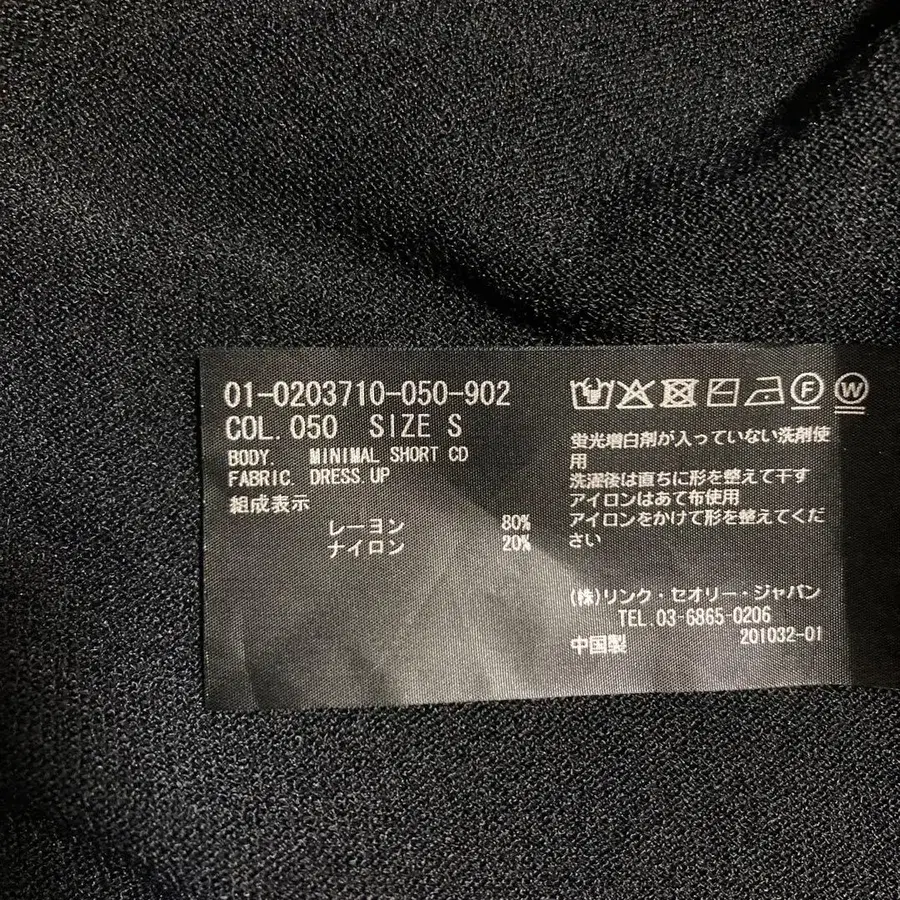 01-0203710-050-902
COL. 050 SIZE S
BODY. MINIMAL SHORT CD
FABRIC. DRESS UP
組成表示
レーヨン 80%
ナイロン 20%
F W
蛍光増白剤が入っていない洗剤使
用
洗濯後は直ちに形を整えて干す
アイロンはあて布使用
アイロンをかけて形を整えてくだ
さい
(株)リンク・セオリー・ジャパン
TEL.03-6865-0206
201032-01
中国製